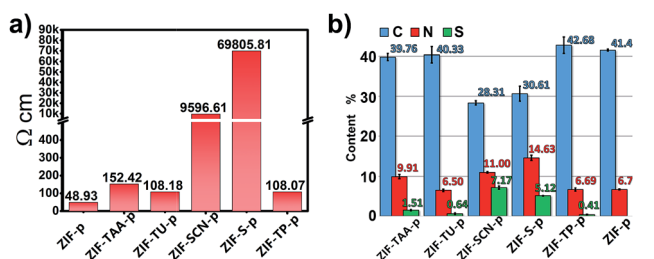 a)
Ω cm
90k
80k
70k
60k
50k
40k
30k
20k
10k
400
300
200
100
0
48.93
152.42
108.18
9596.61
69805.81
108.07
ZIF-p
ZIF-TAA-p
ZIF-TU-p
ZIF-SCN-p
ZIF-S-p
ZIF-TP-p
b)
C N S
Content %
40
30
20
10
0
39.76
40.33
28.31
30.61
42.68
41.4
9.91
6.50
11.00
14.63
6.69
6.7
1.51
0.64
7.17
5.12
0.41
ZIF-TAA-p
ZIF-TU-p
ZIF-SCN-p
ZIF-S-p
ZIF-TP-p
ZIF-p